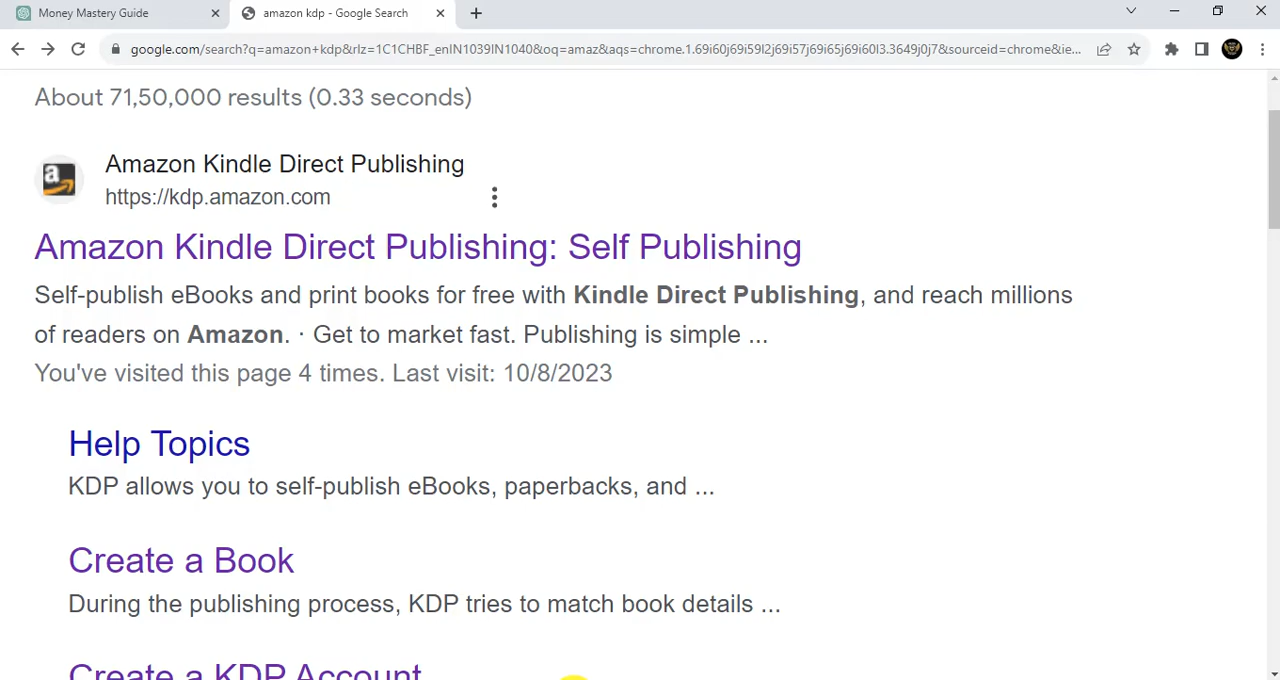 Money Mastery Guide
amazon kdp - Google Search
google.com/search?q=amazon+kdp&rlz=1C1CHBF_enIN1039IN1040&oq=amaz&aqs=chrome.1.69i60j69i59l2j69i57j69i65j69i60l3.3649j0j7&sourceid=chrome&ie...
About 71,50,000 results (0.33 seconds)
a
Amazon Kindle Direct Publishing
https://kdp.amazon.com
Amazon Kindle Direct Publishing: Self Publishing
Self-publish eBooks and print books for free with Kindle Direct Publishing, and reach millions
of readers on Amazon. · Get to market fast. Publishing is simple ...
You've visited this page 4 times. Last visit: 10/8/2023
Help Topics
KDP allows you to self-publish eBooks, paperbacks, and ...
Create a Book
During the publishing process, KDP tries to match book details ...
Create a KDP Account